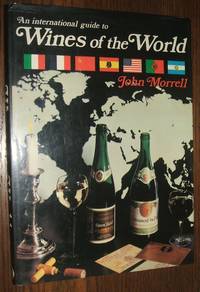 An international guide to
Wines of the World
John Morrell